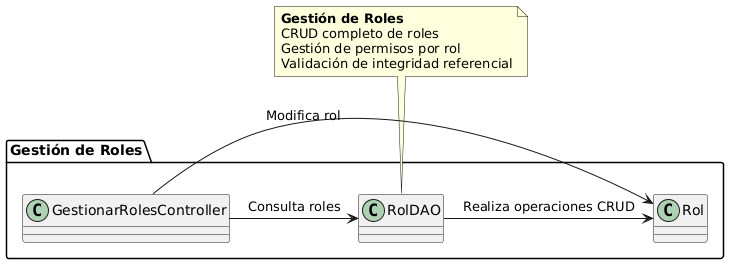 Gestión de Roles
CRUD completo de roles
Gestión de permisos por rol
Validación de integridad referencial
Modifica rol
Gestión de Roles
C GestionarRolesController
Consulta roles
C RolDAO
Realiza operaciones CRUD
C Rol